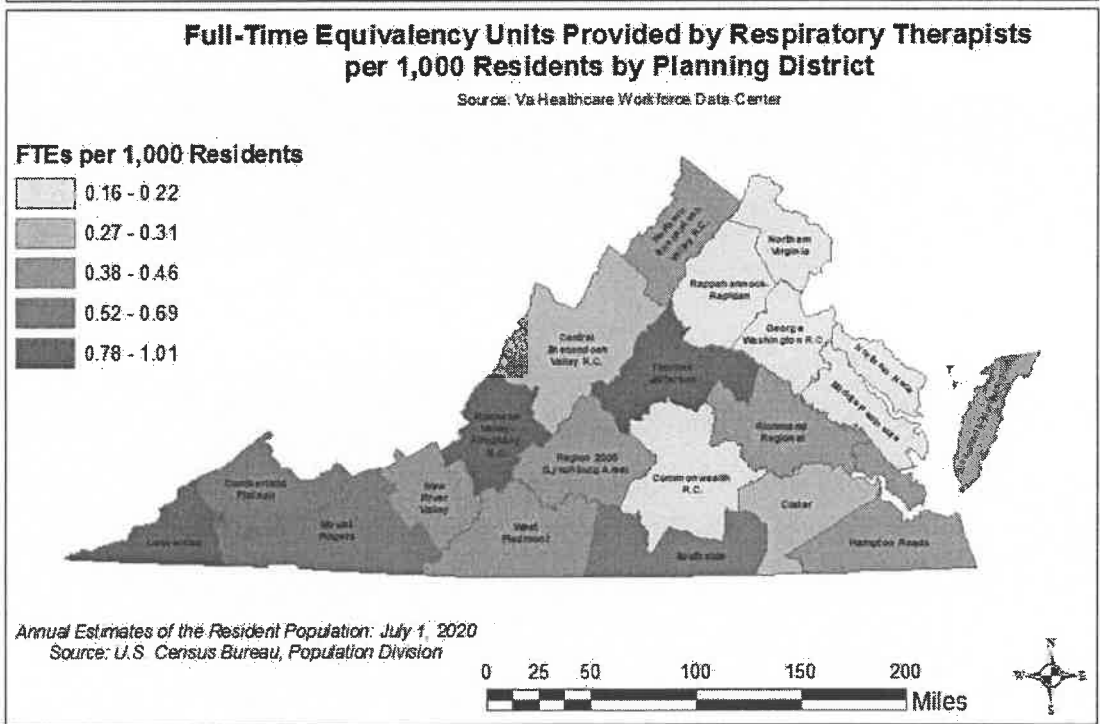 Full-Time Equivalency Units Provided by Respiratory Therapists
per 1,000 Residents by Planning District
Source: Va Healthcare Workforce Data Center
FTEs per 1,000 Residents
0.16 - 0.22
0.27 - 0.31
0.38 - 0.46
0.52 - 0.69
0.78 - 1.01
Northern
Virginia
Rappahannock-
Rapidan
George
Washington R.C.
Central
Shenandoah
Valley R.C.
Richmond
Regional
Region 2000
(Lynchburg Area)
Commonwealth
R.C.
New
River
Valley
West
Piedmont
Crater
Cumberland
Plateau
Mount
Rogers
Southside
Hampton Roads
Annual Estimates of the Resident Population: July 1, 2020
Source: U.S. Census Bureau, Population Division
0 25 50 100 150 200
Miles
N
W E
S